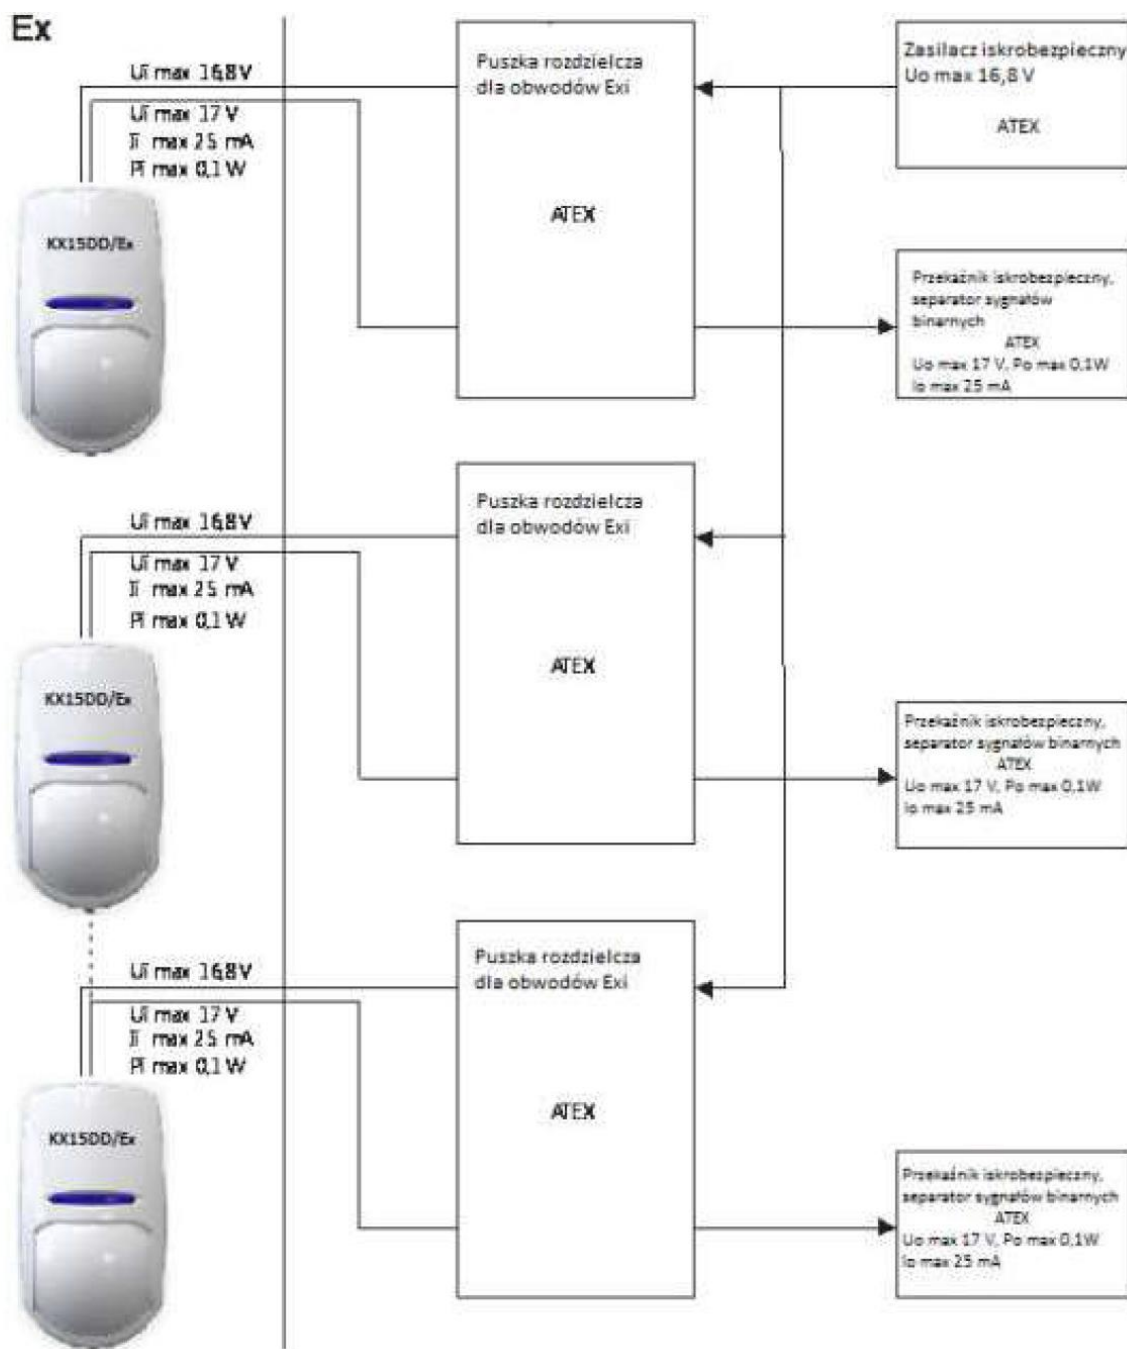 Ex
Ui max 16,8V
Ui max 17 V
Ii max 25 mA
Pi max 0,1 W
KX15DD/Ex
Puszka rozdzielcza
dla obwodów Exi
ATEX
Zasilacz iskrobezpieczny
Uo max 16,8 V
ATEX
Przekaźnik iskrobezpieczny,
separator sygnałów
binarnych
ATEX
Uo max 17 V, Po max 0,1W
Io max 25 mA
Ui max 16,8V
Ui max 17 V
Ii max 25 mA
Pi max 0,1 W
KX15DD/Ex
Puszka rozdzielcza
dla obwodów Exi
ATEX
Przekaźnik iskrobezpieczny,
separator sygnałów binarnych
ATEX
Uo max 17 V, Po max 0,1W
Io max 25 mA
Ui max 16,8V
Ui max 17 V
Ii max 25 mA
Pi max 0,1 W
KX15DD/Ex
Puszka rozdzielcza
dla obwodów Exi
ATEX
Przekaźnik iskrobezpieczny,
separator sygnałów binarnych
ATEX
Uo max 17 V, Po max 0,1W
Io max 25 mA